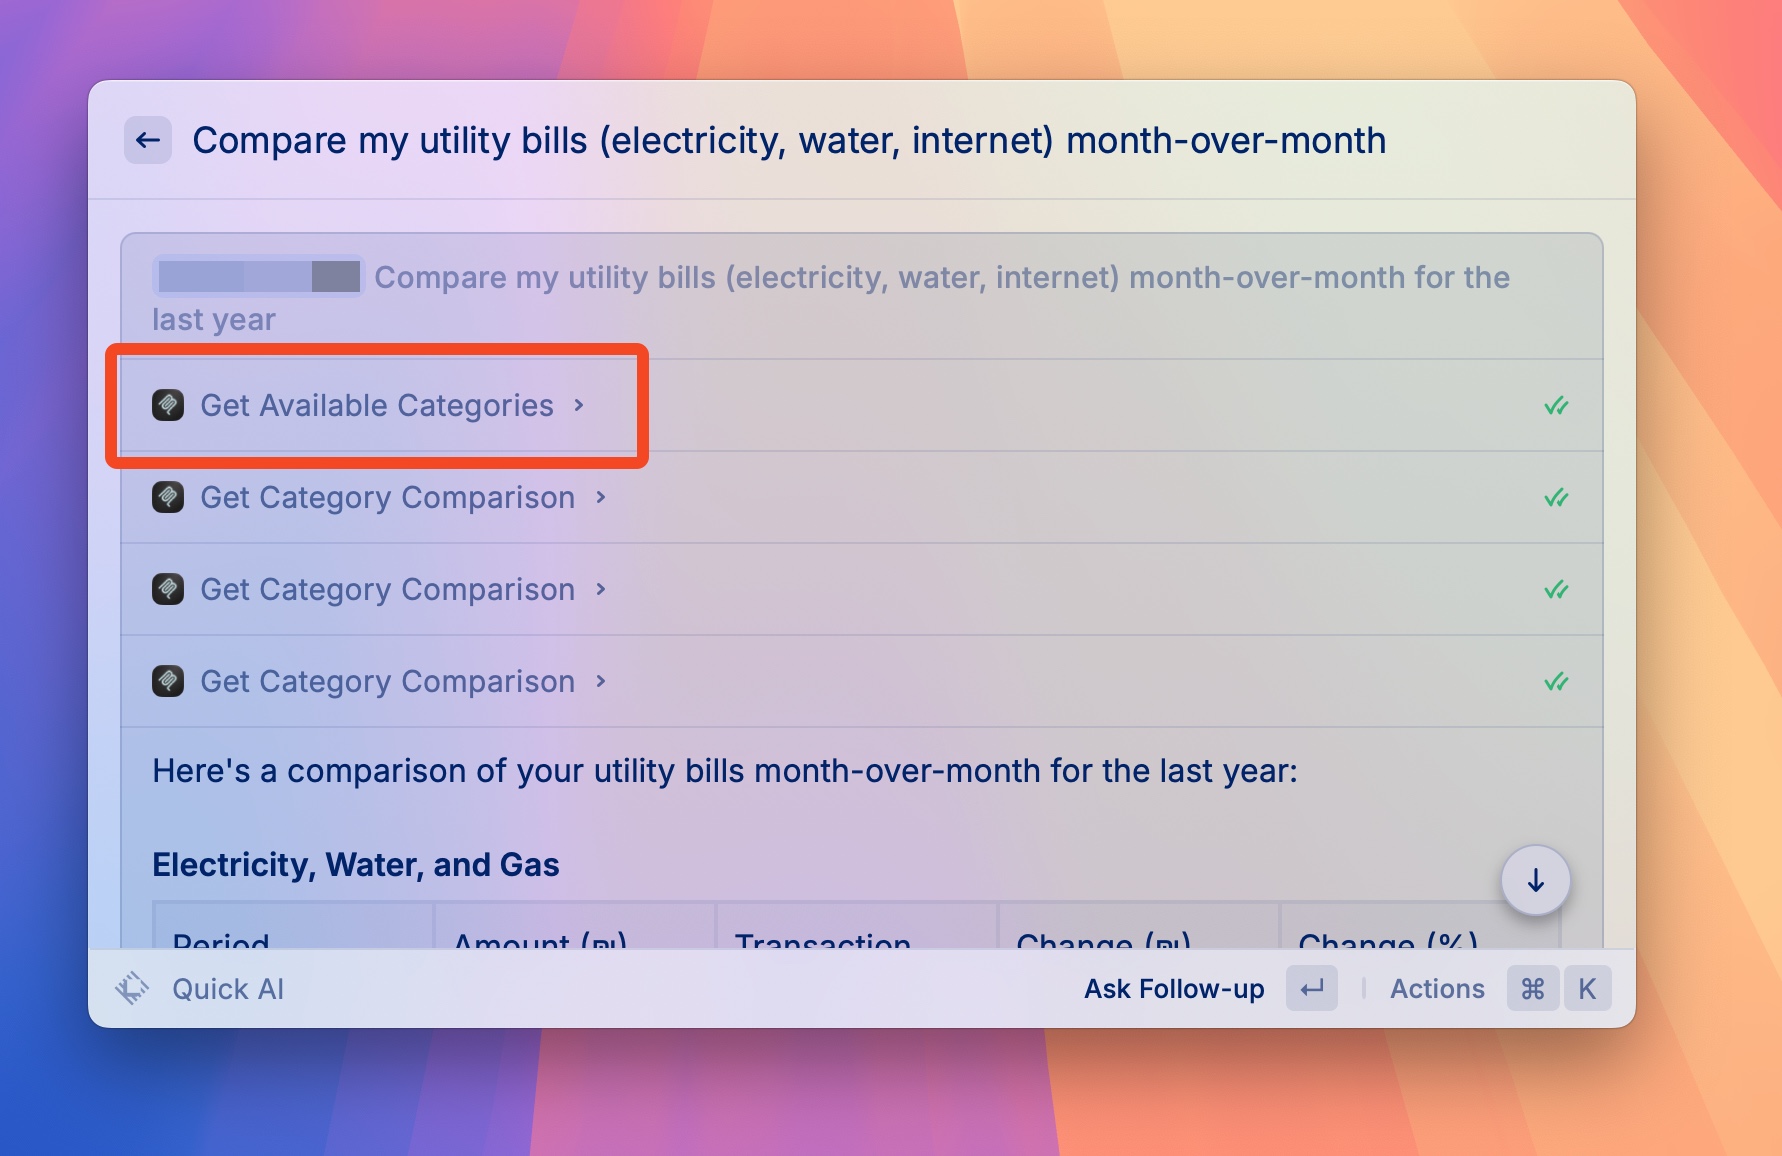 Compare my utility bills (electricity, water, internet) month-over-month
Compare my utility bills (electricity, water, internet) month-over-month for the
last year
Get Available Categories
Get Category Comparison
Get Category Comparison
Get Category Comparison
Here's a comparison of your utility bills month-over-month for the last year:
Electricity, Water, and Gas
Period Amount (₪) Transaction Change (₪) Change (%)
Quick AI Ask Follow-up Actions ⌘ K